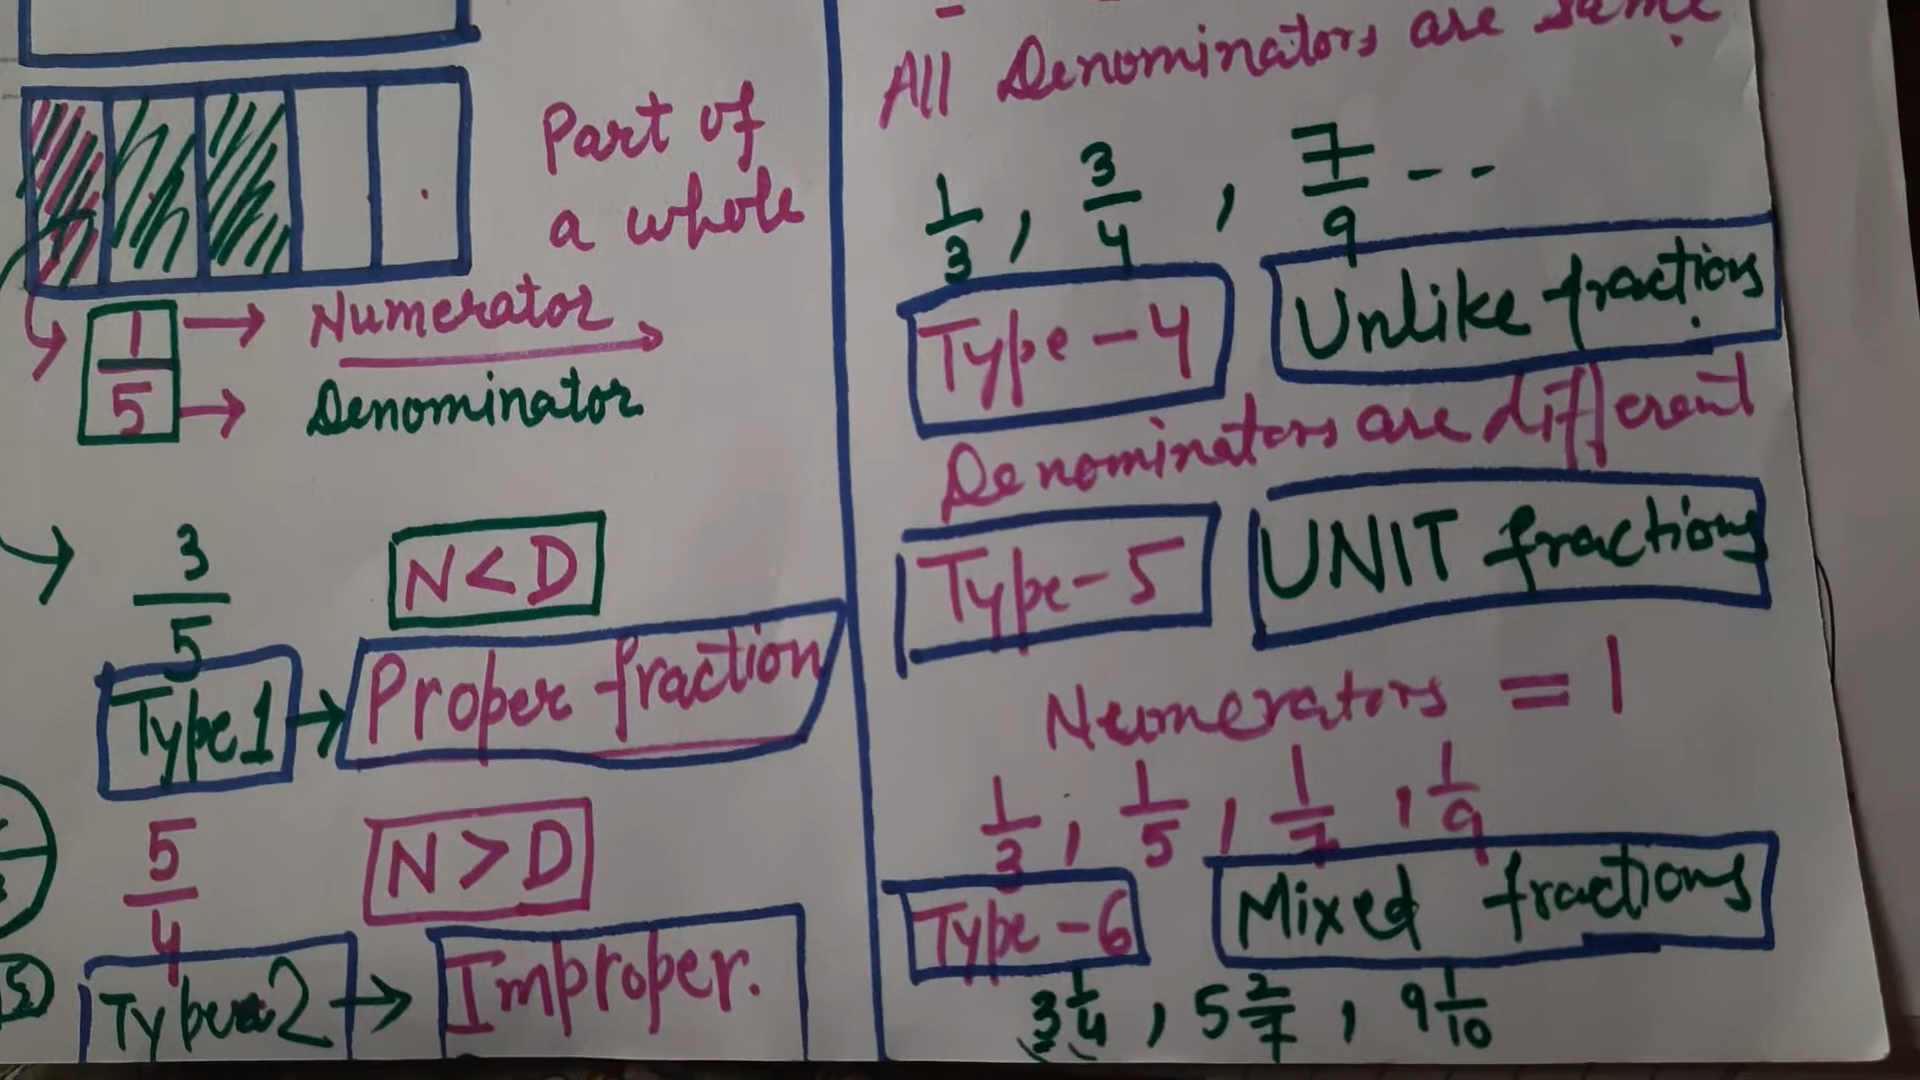 Part of
a whole
1/5 → Numerator
Denominator
3/5
N<D
Type 1 → Proper fraction
5/4
N>D
Type 2 → Improper.
All Denominators are same
1/3, 3/4, 7/9 --
Type-4 Unlike fractions
Denominators are different
Type-5 UNIT fractions
Neumerators = 1
1/3, 1/5, 1/7, 1/9
Type-6 Mixed fractions
3 1/4, 5 2/7, 9 1/10